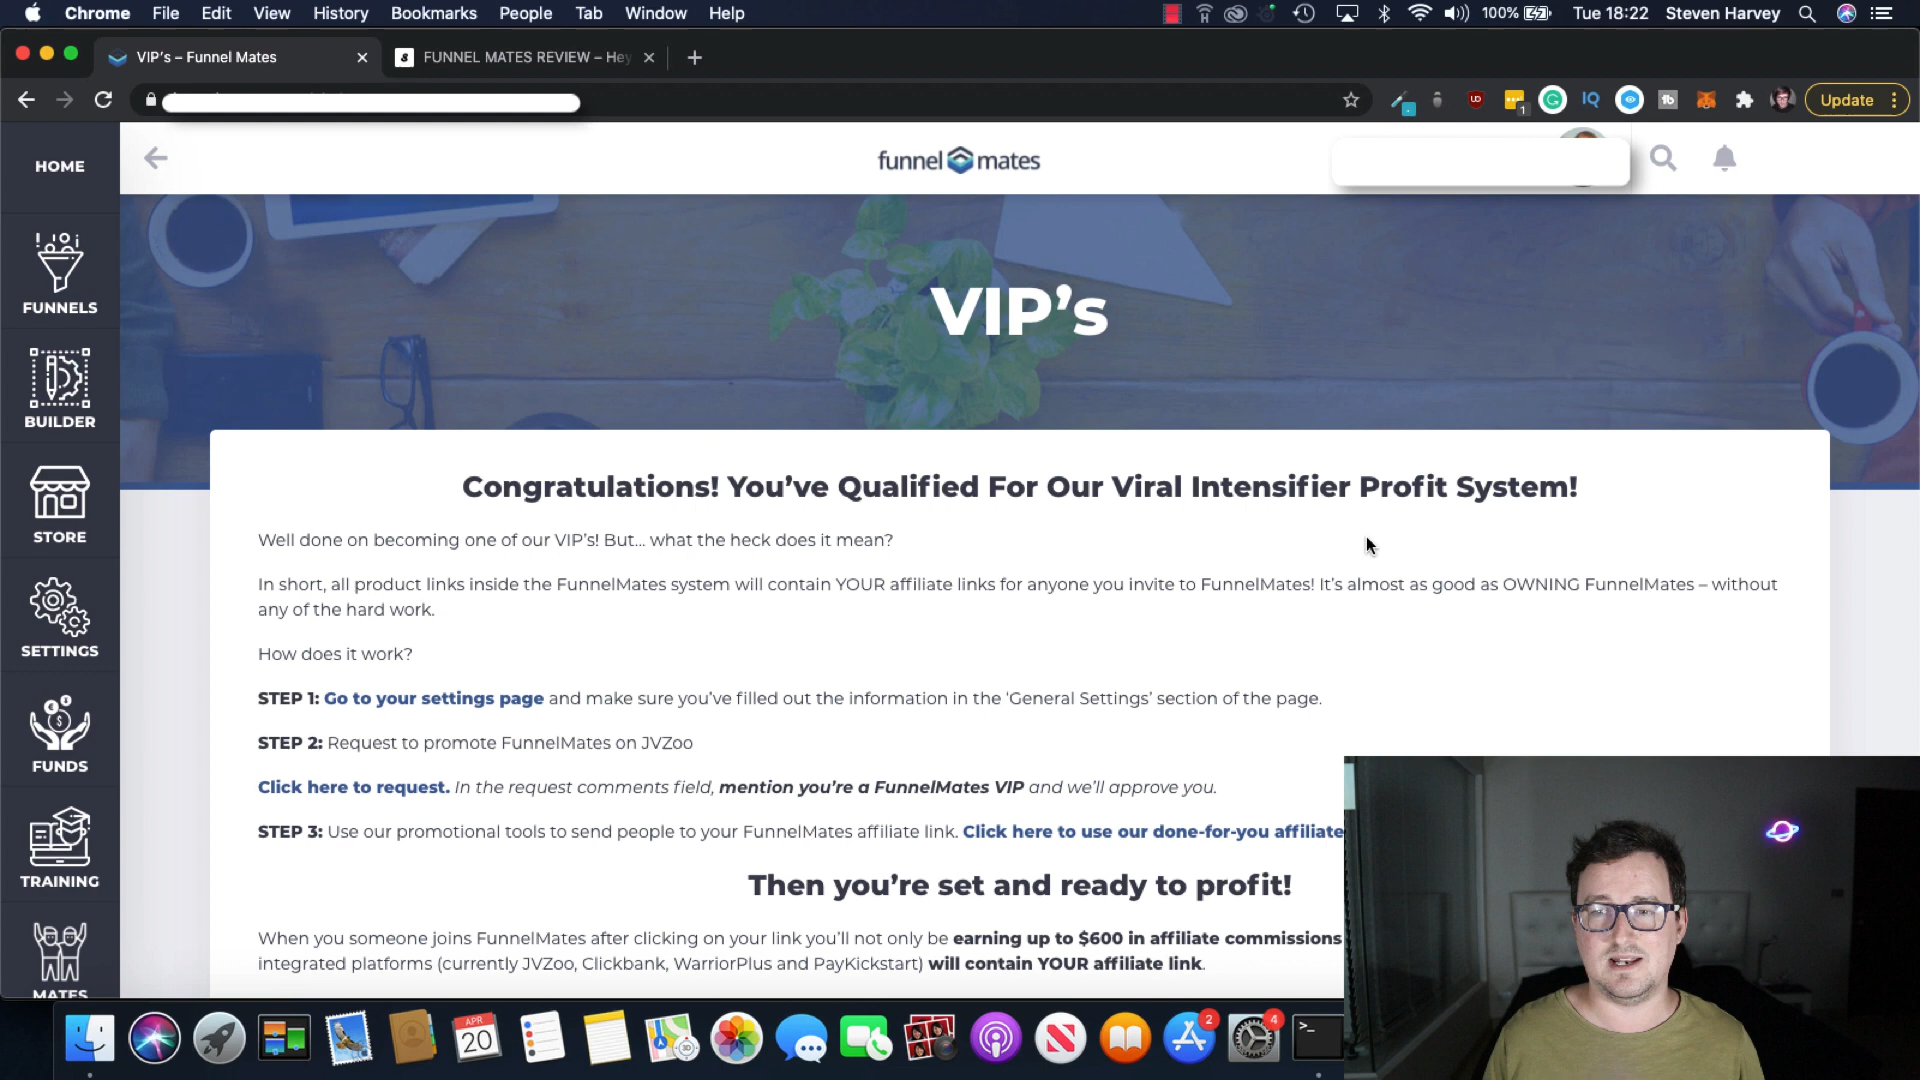 Chrome File Edit View History Bookmarks People Tab Window Help
100% Tue 18:22 Steven Harvey
VIP's – Funnel Mates
FUNNEL MATES REVIEW – Hey
Update
HOME
funnel mates
FUNNELS
VIP's
BUILDER
STORE
SETTINGS
FUNDS
TRAINING
MATES
Congratulations! You've Qualified For Our Viral Intensifier Profit System!
Well done on becoming one of our VIP's! But... what the heck does it mean?
In short, all product links inside the FunnelMates system will contain YOUR affiliate links for anyone you invite to FunnelMates! It's almost as good as OWNING FunnelMates – without
any of the hard work.
How does it work?
STEP 1: Go to your settings page and make sure you've filled out the information in the 'General Settings' section of the page.
STEP 2: Request to promote FunnelMates on JVZoo
Click here to request. In the request comments field, mention you're a FunnelMates VIP and we'll approve you.
STEP 3: Use our promotional tools to send people to your FunnelMates affiliate link. Click here to use our done-for-you affiliate
Then you're set and ready to profit!
When you someone joins FunnelMates after clicking on your link you'll not only be earning up to $600 in affiliate commissions
integrated platforms (currently JVZoo, Clickbank, WarriorPlus and PayKickstart) will contain YOUR affiliate link.
APR
20
2
4